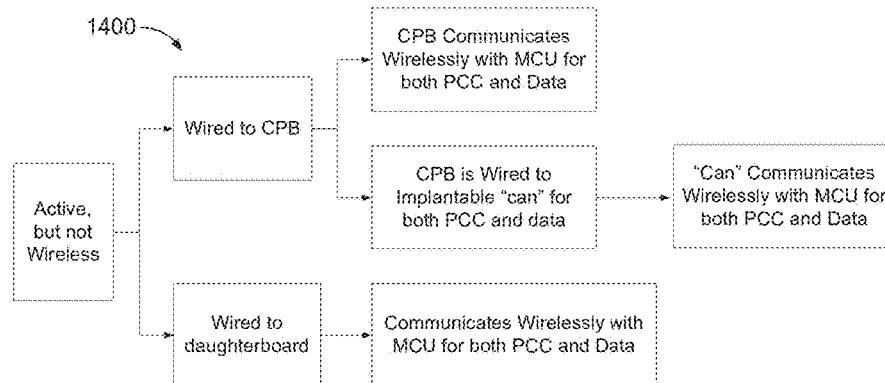 1400
CPB Communicates
Wirelessly with MCU for
both PCC and Data
Wired to CPB
CPB is Wired to
Implantable "can" for
both PCC and data
"Can" Communicates
Wirelessly with MCU for
both PCC and Data
Active,
but not
Wireless
Wired to
daughterboard
Communicates Wirelessly with
MCU for both PCC and Data